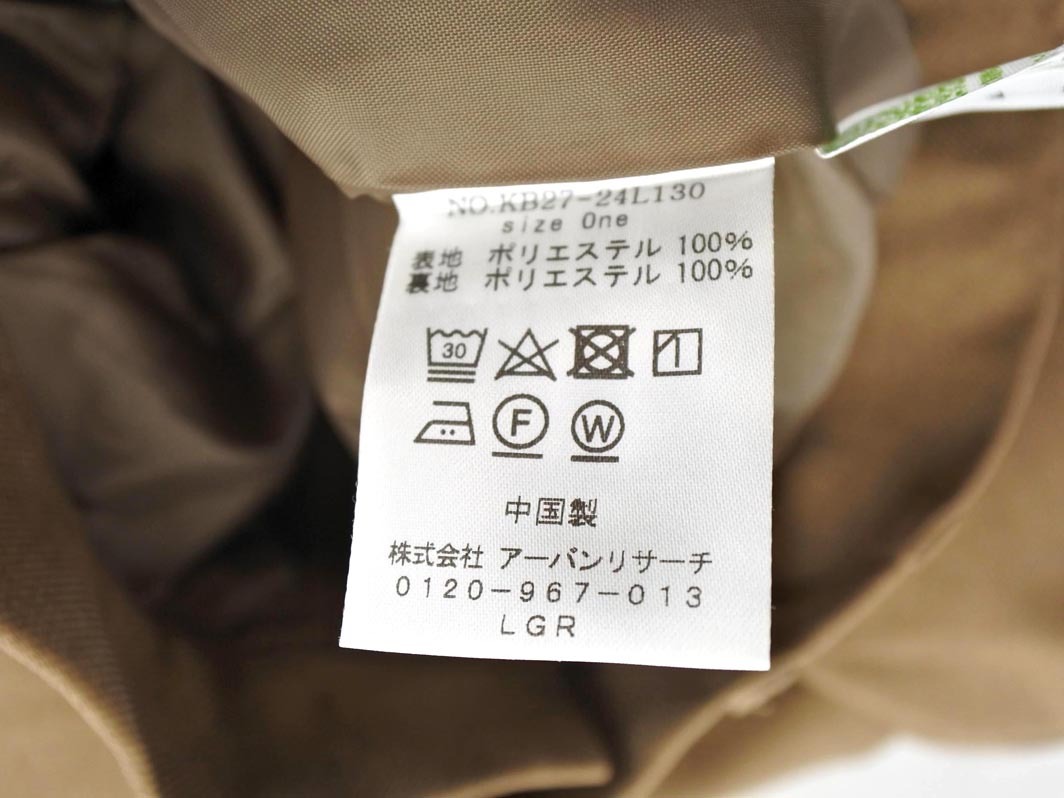 NO.KB27-24L130
size One
表地 ポリエステル 100%
裏地 ポリエステル 100%
30
F W
中国製
株式会社 アーバンリサーチ
0120-967-013
LGR